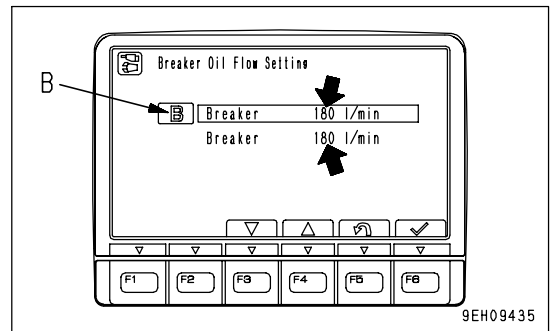 Breaker Oil Flow Setting
B
B Breaker 180 l/min
Breaker 180 l/min
F1 F2 F3 F4 F5 F6
9EH09435